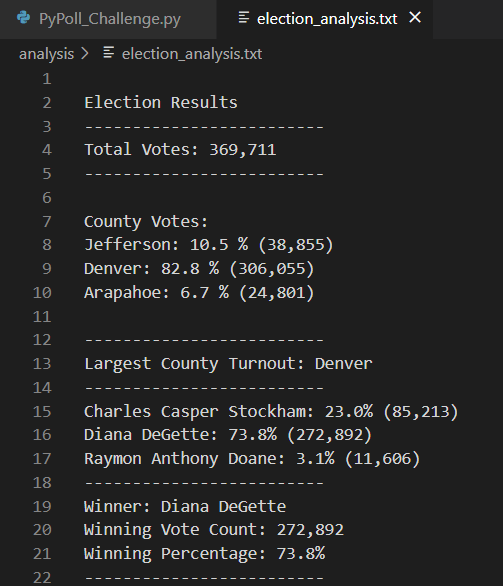 PyPoll_Challenge.py election_analysis.txt
analysis > election_analysis.txt
1
2 Election Results
3 -------------------------
4 Total Votes: 369,711
5 -------------------------
6
7 County Votes:
8 Jefferson: 10.5 % (38,855)
9 Denver: 82.8 % (306,055)
10 Arapahoe: 6.7 % (24,801)
11
12 -------------------------
13 Largest County Turnout: Denver
14 -------------------------
15 Charles Casper Stockham: 23.0% (85,213)
16 Diana DeGette: 73.8% (272,892)
17 Raymon Anthony Doane: 3.1% (11,606)
18 -------------------------
19 Winner: Diana DeGette
20 Winning Vote Count: 272,892
21 Winning Percentage: 73.8%
22 -------------------------